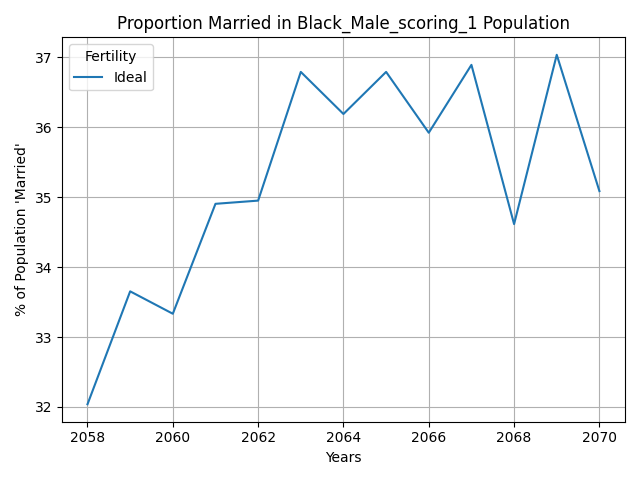 Proportion Married in Black_Male_scoring_1 Population
Fertility
Ideal
% of Population 'Married'
37
36
35
34
33
32
2058 2060 2062 2064 2066 2068 2070
Years